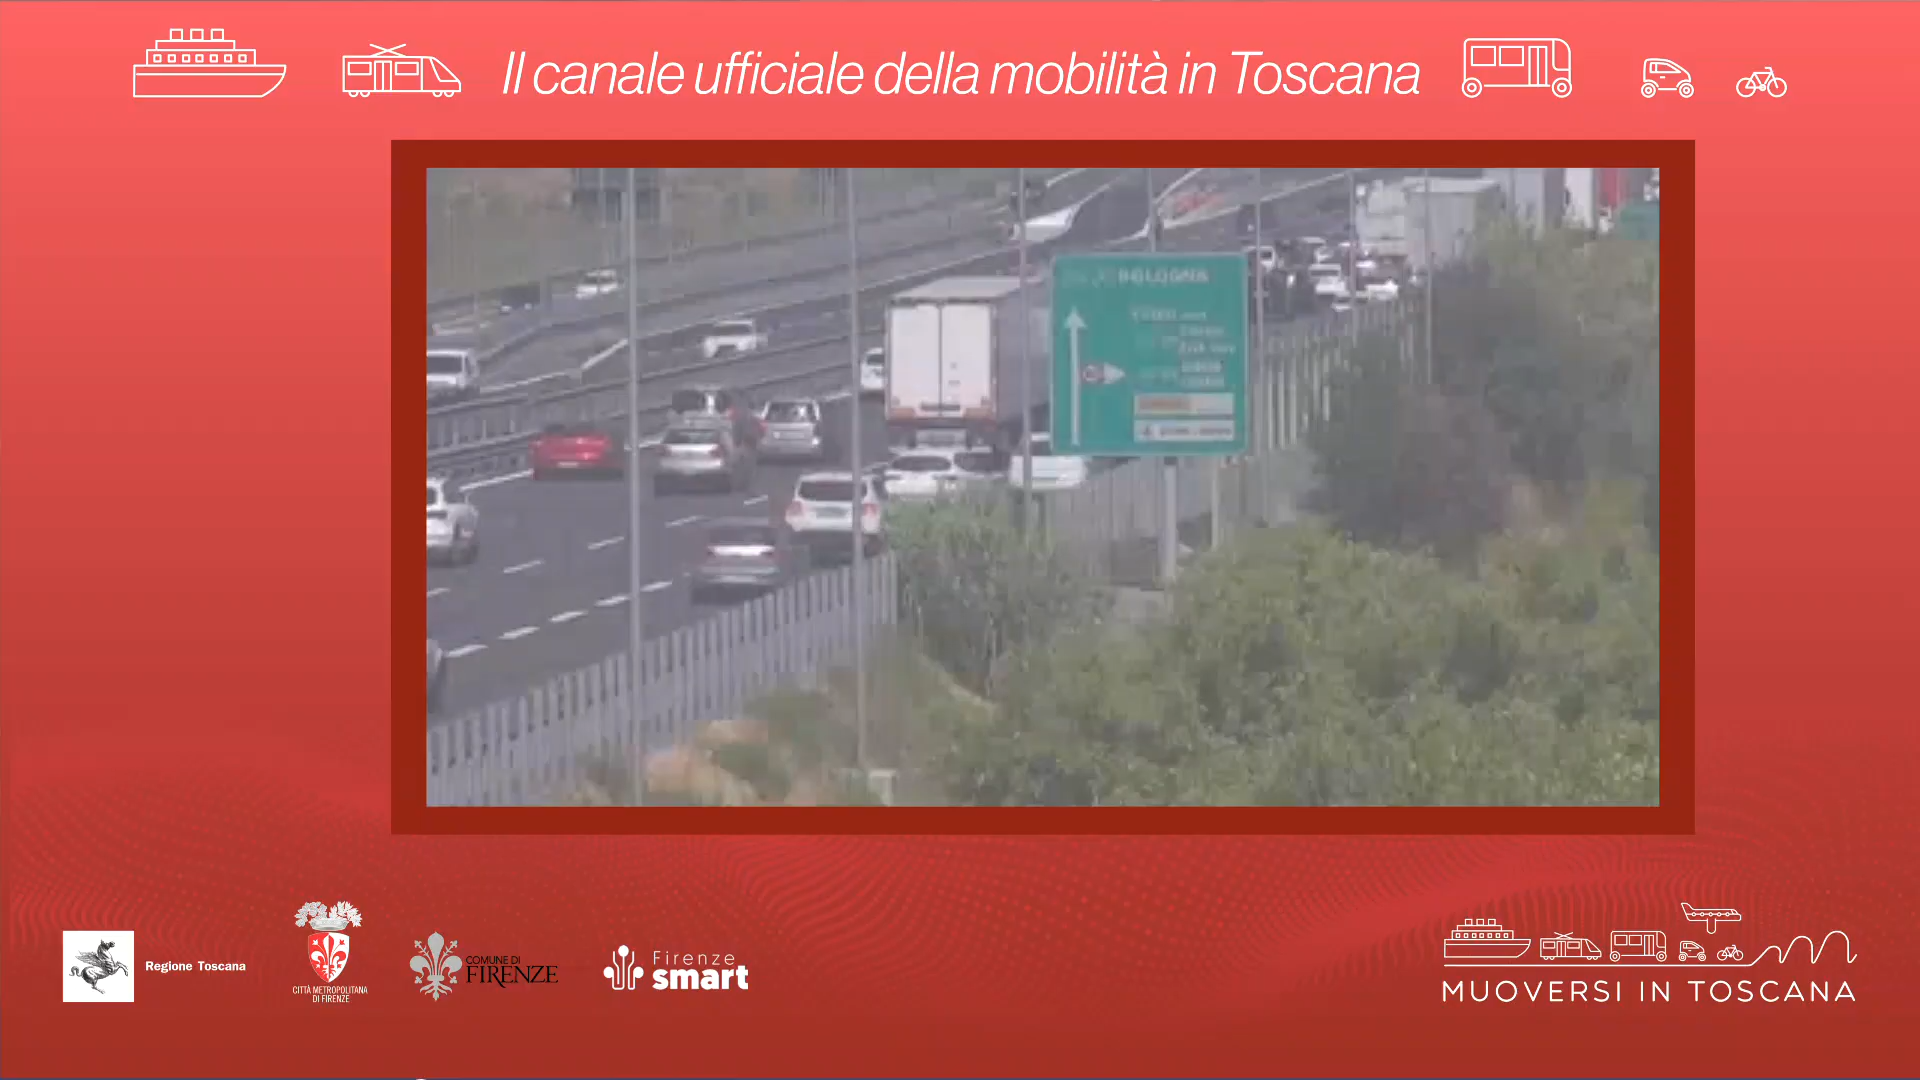 Il canale ufficiale della mobilità in Toscana
BOLOGNA
Regione Toscana
CITTÀ METROPOLITANA
DI FIRENZE
COMUNE DI
FIRENZE
Firenze
smart
MUOVERSI IN TOSCANA